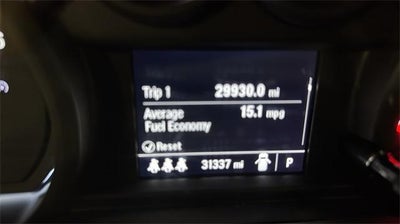 Trip 1 29930.0 mi
Average 15.1 mpg
Fuel Economy
Reset
31337 mi P